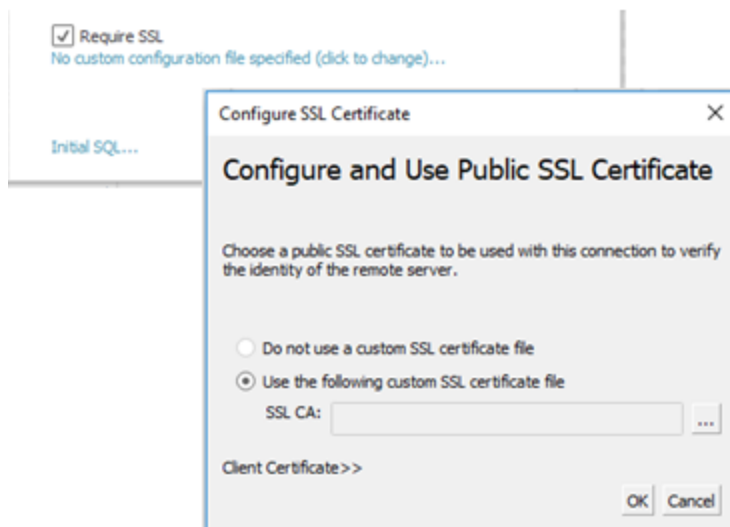 Require SSL
No custom configuration file specified (click to change)...
Initial SQL...
Configure SSL Certificate
Configure and Use Public SSL Certificate
Choose a public SSL certificate to be used with this connection to verify
the identity of the remote server.
Do not use a custom SSL certificate file
Use the following custom SSL certificate file
SSL CA:
...
Client Certificate>>
OK Cancel